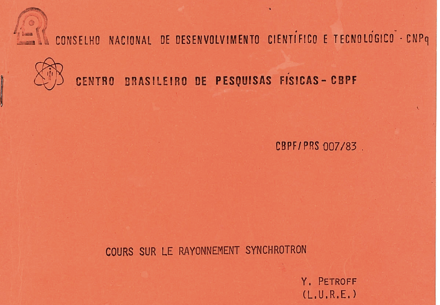 CONSELHO NACIONAL DE DESENVOLVIMENTO CIENTÍFICO E TECNOLÓGICO - CNPq
CENTRO BRASILEIRO DE PESQUISAS FÍSICAS - CBPF
CBPF/PRS 007/83
COURS SUR LE RAYONNEMENT SYNCHROTRON
Y. PETROFF
(L.U.R.E.)